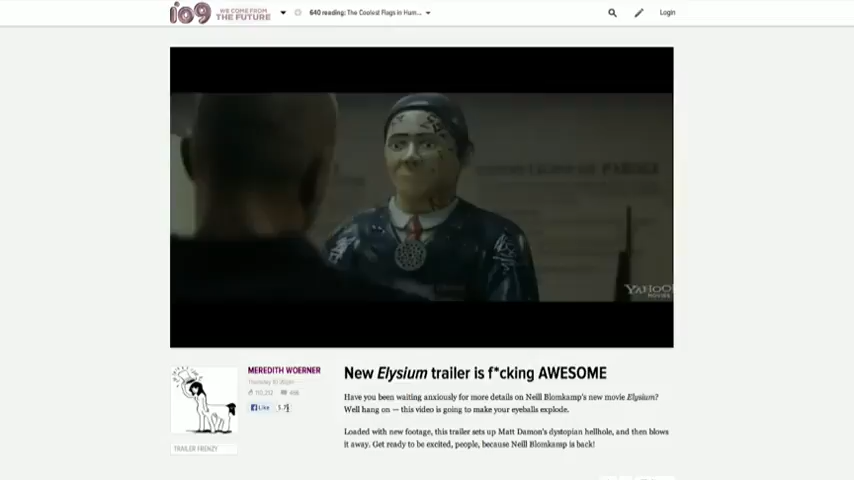 io9
WE COME FROM
THE FUTURE
640 reading: The Coolest Flags in Hum...
Login
YAHOO!
MOVIES
MEREDITH WOERNER
New Elysium trailer is f*cking AWESOME
Have you been waiting anxiously for more details on Neill Blomkamp's new movie Elysium?
Well hang on — this video is going to make your eyeballs explode.
Like
Loaded with new footage, this trailer sets up Matt Damon's dystopian hellhole, and then blows
it away. Get ready to be excited, people, because Neill Blomkamp is back!
TRAILER FRENZY